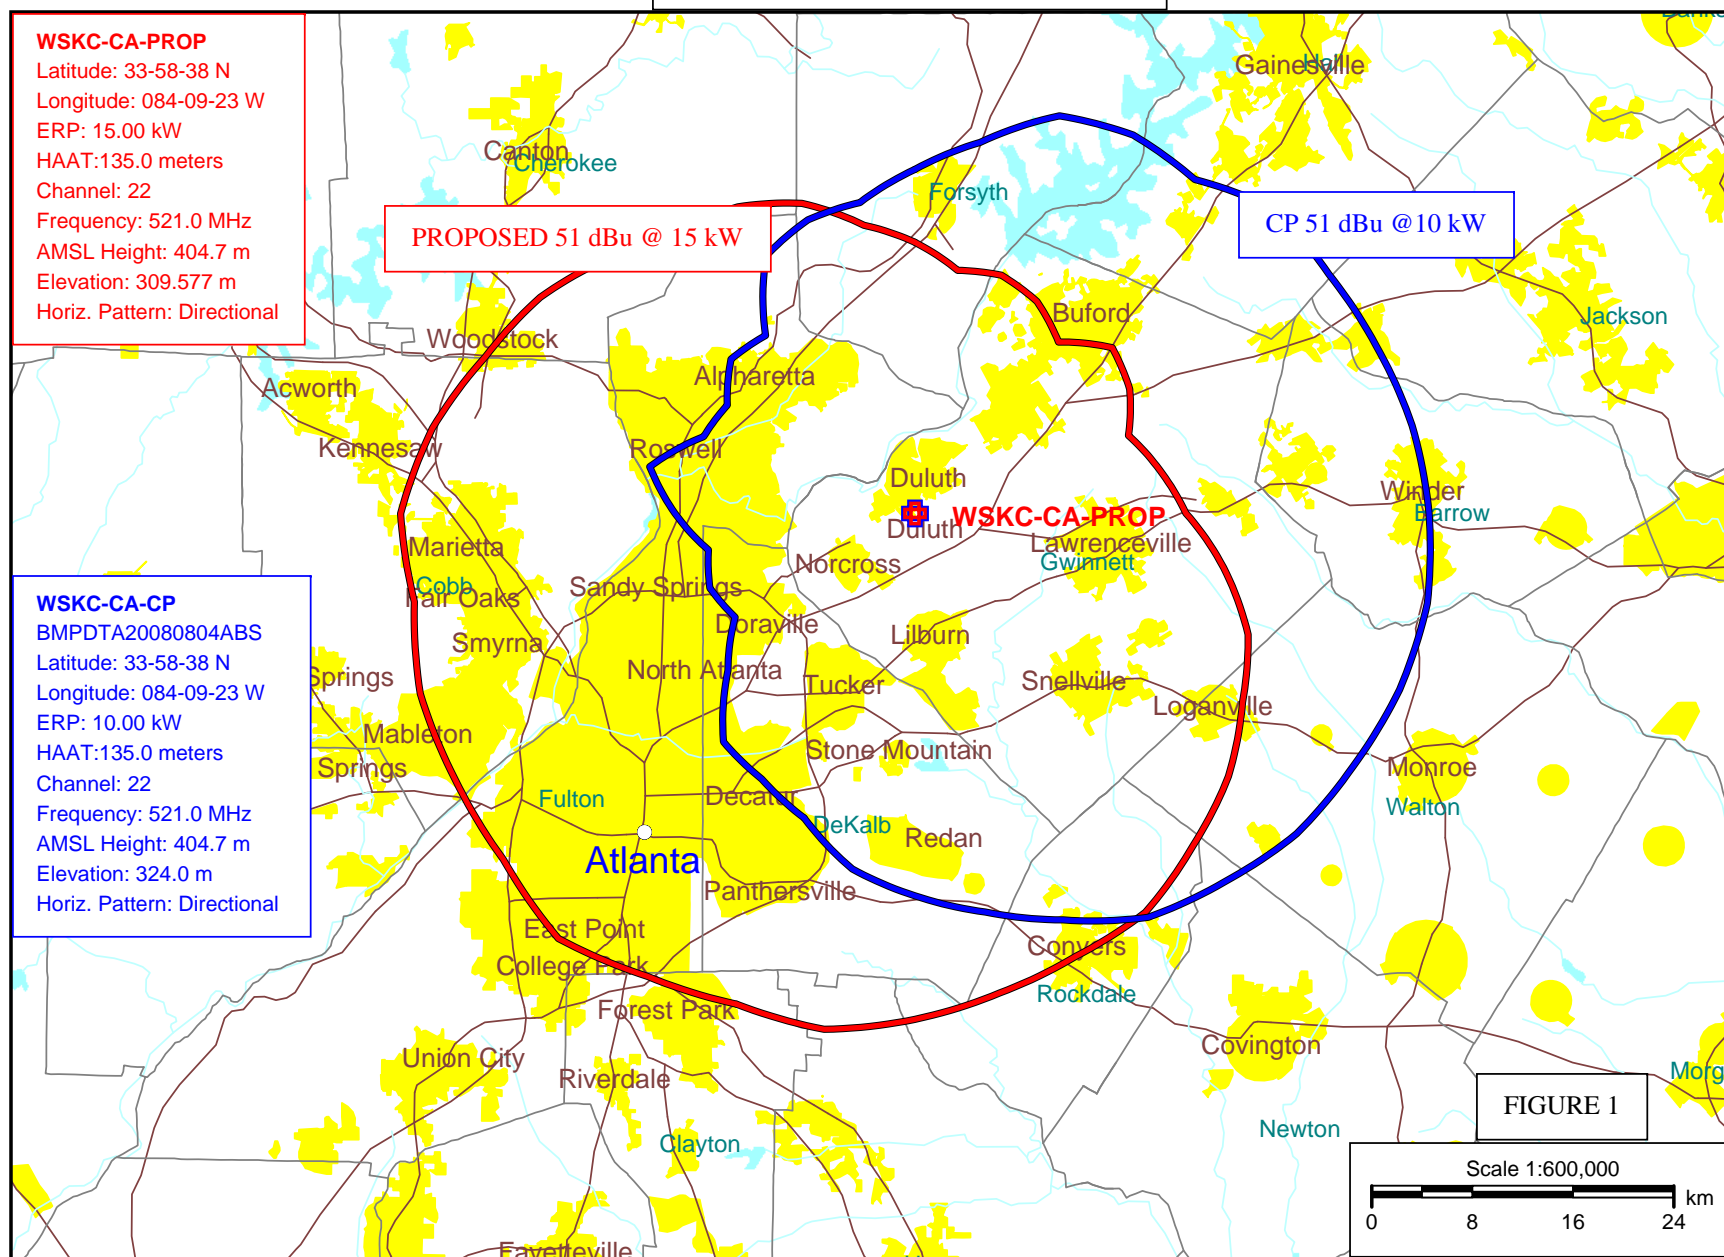 WSKC-CA-PROP
Latitude: 33-58-38 N
Longitude: 084-09-23 W
ERP: 15.00 kW
HAAT:135.0 meters
Channel: 22
Frequency: 521.0 MHz
AMSL Height: 404.7 m
Elevation: 309.577 m
Horiz. Pattern: Directional
Gainesville
Hall
Canton
Cherokee
Forsyth
PROPOSED 51 dBu @ 15 kW
CP 51 dBu @10 kW
Buford
Jackson
Woodstock
Acworth
Alpharetta
Kennesaw
Roswell
Duluth
Winder
Barrow
WSKC-CA-PROP
Duluth
Lawrenceville
Gwinnett
Marietta
Norcross
Cobb
Fair Oaks
Sandy Springs
Doraville
Lilburn
Smyrna
North Atlanta
Tucker
Snellville
Springs
Loganville
Mableton
Stone Mountain
Springs
Monroe
Fulton
Decatur
Walton
DeKalb
Redan
Atlanta
Panthersville
WSKC-CA-CP
BMPDTA20080804ABS
Latitude: 33-58-38 N
Longitude: 084-09-23 W
ERP: 10.00 kW
HAAT:135.0 meters
Channel: 22
Frequency: 521.0 MHz
AMSL Height: 404.7 m
Elevation: 324.0 m
Horiz. Pattern: Directional
East Point
Conyers
College Park
Rockdale
Forest Park
Covington
Union City
Riverdale
Morg
FIGURE 1
Newton
Clayton
Scale 1:600,000
km
0 8 16 24
Fayetteville